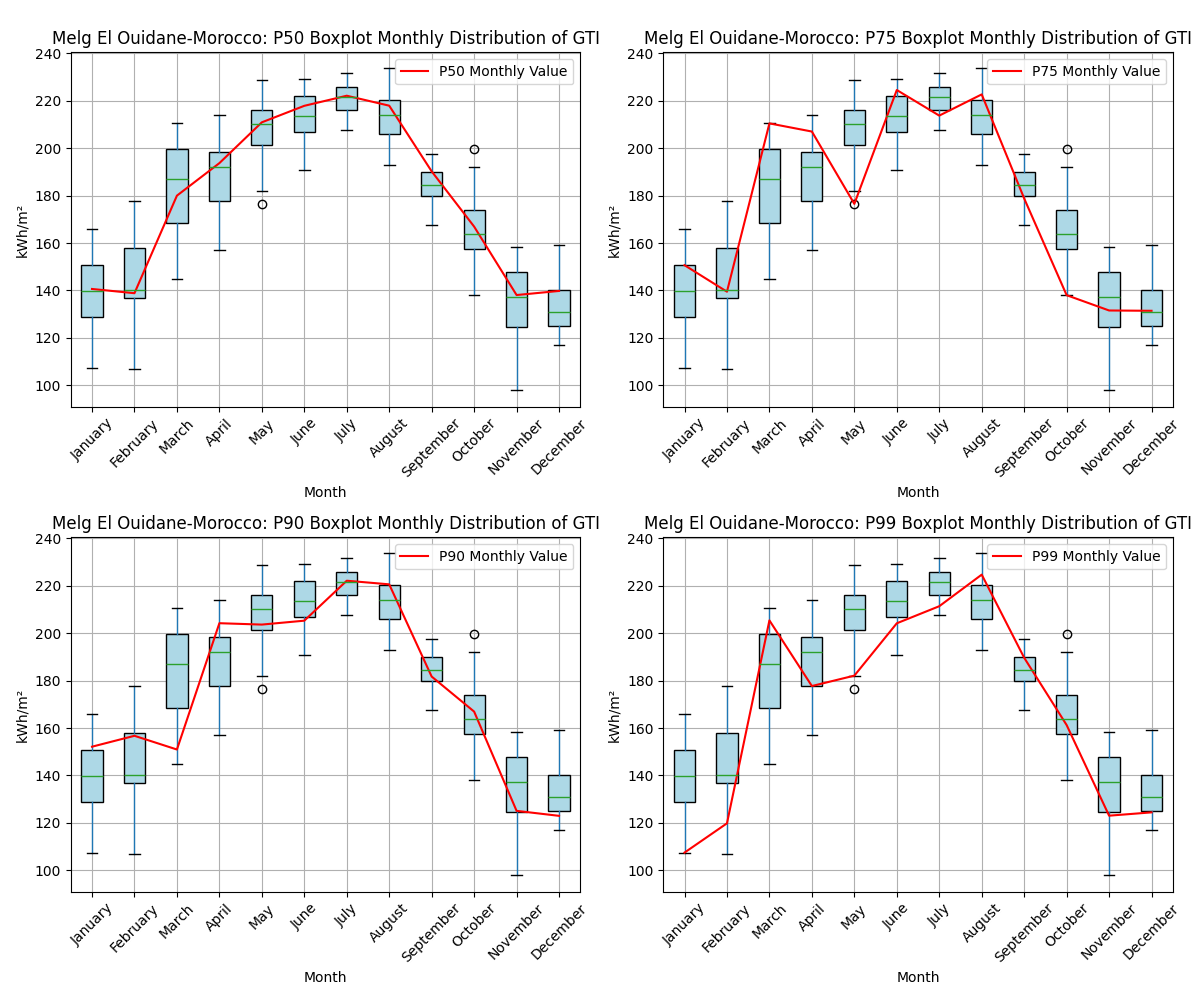 Melg El Ouidane-Morocco: P50 Boxplot Monthly Distribution of GTI
240
220
200
180
160
140
120
100
kWh/m²
P50 Monthly Value
January
February
March
April
May
June
July
August
September
October
November
December
Month
Melg El Ouidane-Morocco: P75 Boxplot Monthly Distribution of GTI
240
220
200
180
160
140
120
100
kWh/m²
P75 Monthly Value
January
February
March
April
May
June
July
August
September
October
November
December
Month
Melg El Ouidane-Morocco: P90 Boxplot Monthly Distribution of GTI
240
220
200
180
160
140
120
100
kWh/m²
P90 Monthly Value
January
February
March
April
May
June
July
August
September
October
November
December
Month
Melg El Ouidane-Morocco: P99 Boxplot Monthly Distribution of GTI
240
220
200
180
160
140
120
100
kWh/m²
P99 Monthly Value
January
February
March
April
May
June
July
August
September
October
November
December
Month